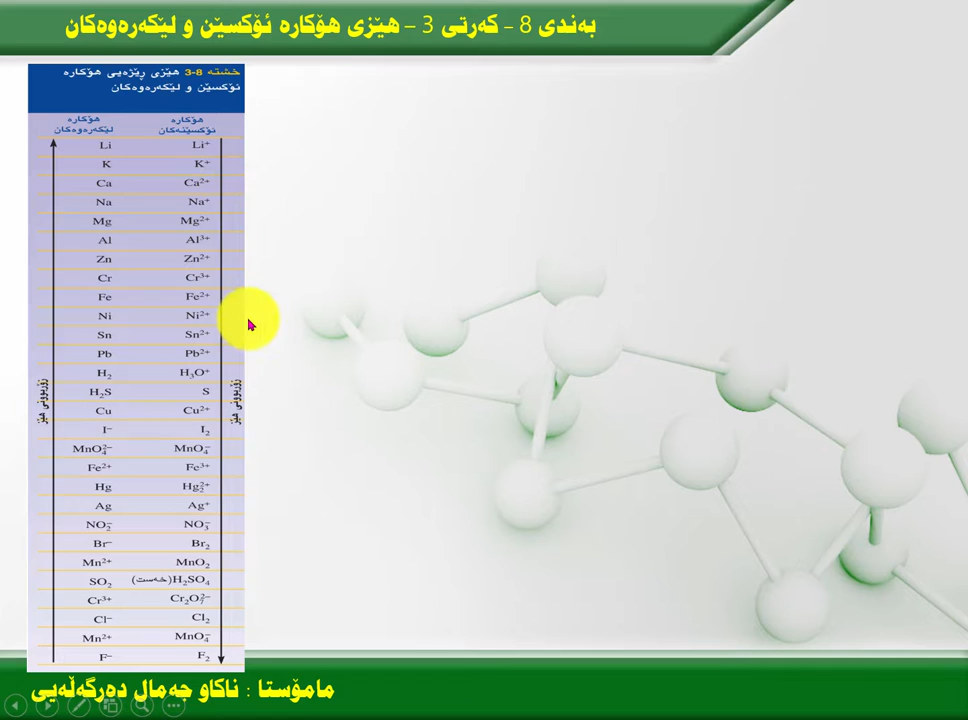 بەندی 8 - کەرتی 3 – هێزی هۆکارە ئۆکسێن و لێکەرەوەکان
خشتە 8-3 هێزی ڕێژەیی هۆکارە
ئۆکسێن و لێکەرەوەکان
هۆکارە ئۆکسێنەکان هۆکارە لێکەرەوەکان
Li Li⁺
K K⁺
Ca Ca²⁺
Na Na⁺
Mg Mg²⁺
Al Al³⁺
Zn Zn²⁺
Cr Cr³⁺
Fe Fe²⁺
Ni Ni²⁺
Sn Sn²⁺
Pb Pb²⁺
H₂ H₃O⁺
H₂S S
Cu Cu²⁺
I⁻ I₂
MnO₄²⁻ MnO₄⁻
Fe²⁺ Fe³⁺
Hg Hg₂²⁺
Ag Ag⁺
NO₂⁻ NO₃⁻
Br⁻ Br₂
Mn²⁺ MnO₂
SO₂ H₂SO₄ (خەست)
Cr³⁺ Cr₂O₇²⁻
Cl⁻ Cl₂
Mn²⁺ MnO₄⁻
F⁻ F₂
زۆربوونی هێز
زۆربوونی هێز
مامۆستا : ناکاو جەمال دەرگەڵەیی